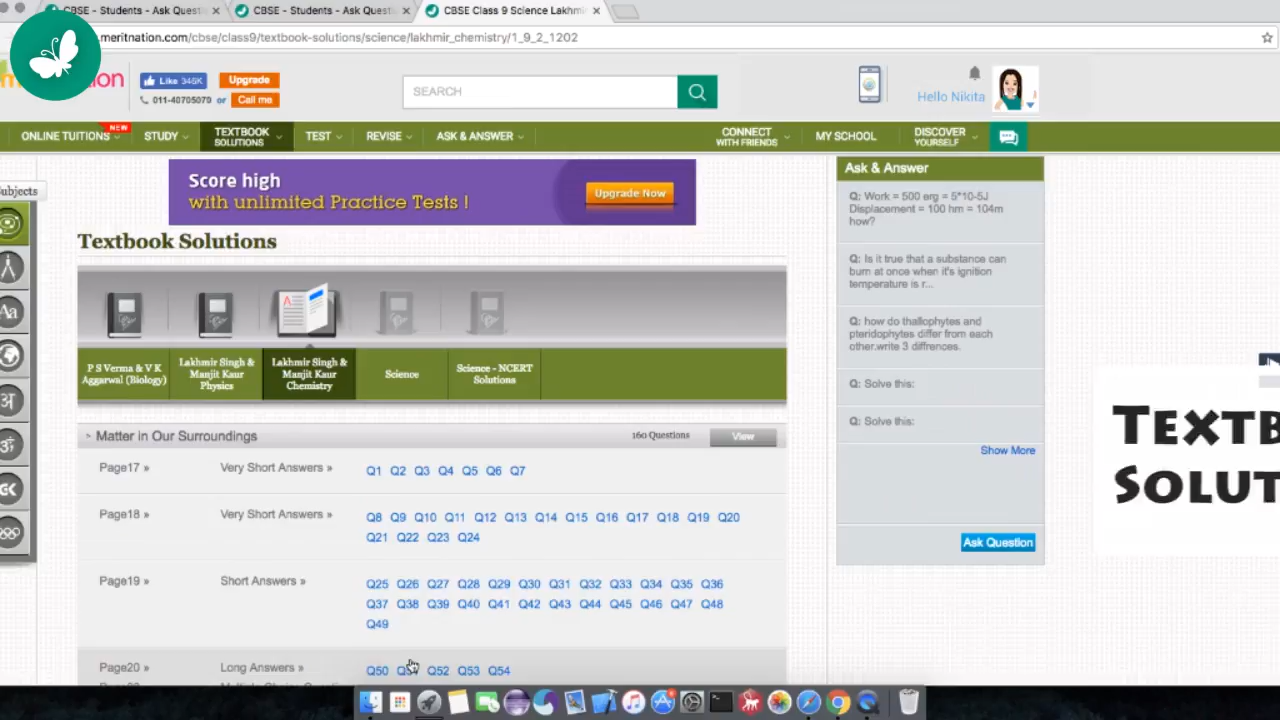 CBSE - Students - Ask Questi
CBSE - Students - Ask Questi
CBSE Class 9 Science Lakhmi
meritnation.com/cbse/class9/textbook-solutions/science/lakhmir_chemistry/1_9_2_1202
Like 346K
Upgrade
011-40705070 or Call me
SEARCH
Hello Nikita
ONLINE TUITIONS NEW
STUDY
TEXTBOOK
SOLUTIONS
TEST
REVISE
ASK & ANSWER
CONNECT
WITH FRIENDS
MY SCHOOL
DISCOVER
YOURSELF
ubjects
Score high
with unlimited Practice Tests !
Upgrade Now
Textbook Solutions
P S Verma & V K
Aggarwal (Biology)
Lakhmir Singh &
Manjit Kaur
Physics
Lakhmir Singh &
Manjit Kaur
Chemistry
Science
Science - NCERT
Solutions
Matter in Our Surroundings
160 Questions
View
Page17 » Very Short Answers » Q1 Q2 Q3 Q4 Q5 Q6 Q7
Page18 » Very Short Answers » Q8 Q9 Q10 Q11 Q12 Q13 Q14 Q15 Q16 Q17 Q18 Q19 Q20
Q21 Q22 Q23 Q24
Page19 » Short Answers » Q25 Q26 Q27 Q28 Q29 Q30 Q31 Q32 Q33 Q34 Q35 Q36
Q37 Q38 Q39 Q40 Q41 Q42 Q43 Q44 Q45 Q46 Q47 Q48
Q49
Page20 » Long Answers » Q50 Q52 Q53 Q54
Ask & Answer
Q: Work = 500 erg = 5*10-5J
Displacement = 100 hm = 104m
how?
Q: Is it true that a substance can
burn at once when it's ignition
temperature is r...
Q: how do thallophytes and
pteridophytes differ from each
other.write 3 diffrences.
Q: Solve this:
Q: Solve this:
Show More
Ask Question
TEXTB
SOLUT
Aa
अ
GK